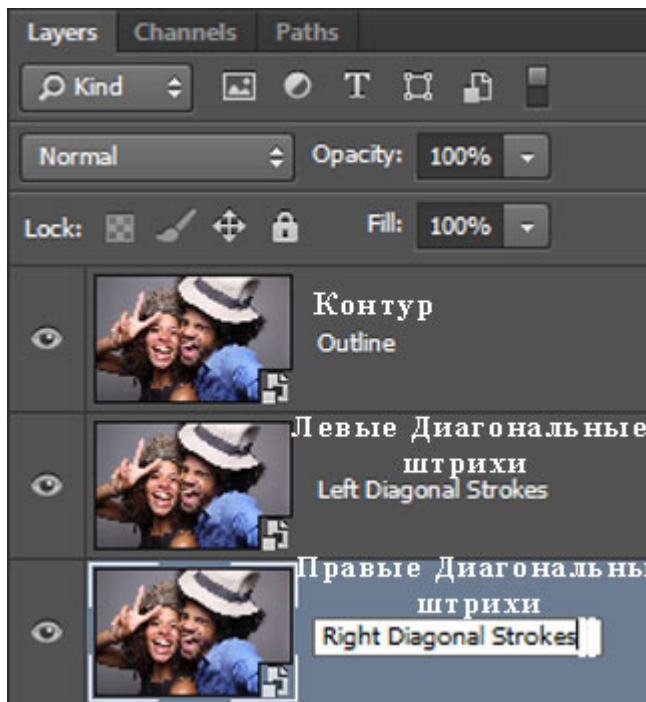 Layers Channels Paths
Kind T
Normal Opacity: 100%
Lock: Fill: 100%
Контур
Outline
Левые Диагональные
штрихи
Left Diagonal Strokes
Правые Диагональны
штрихи
Right Diagonal Strokes